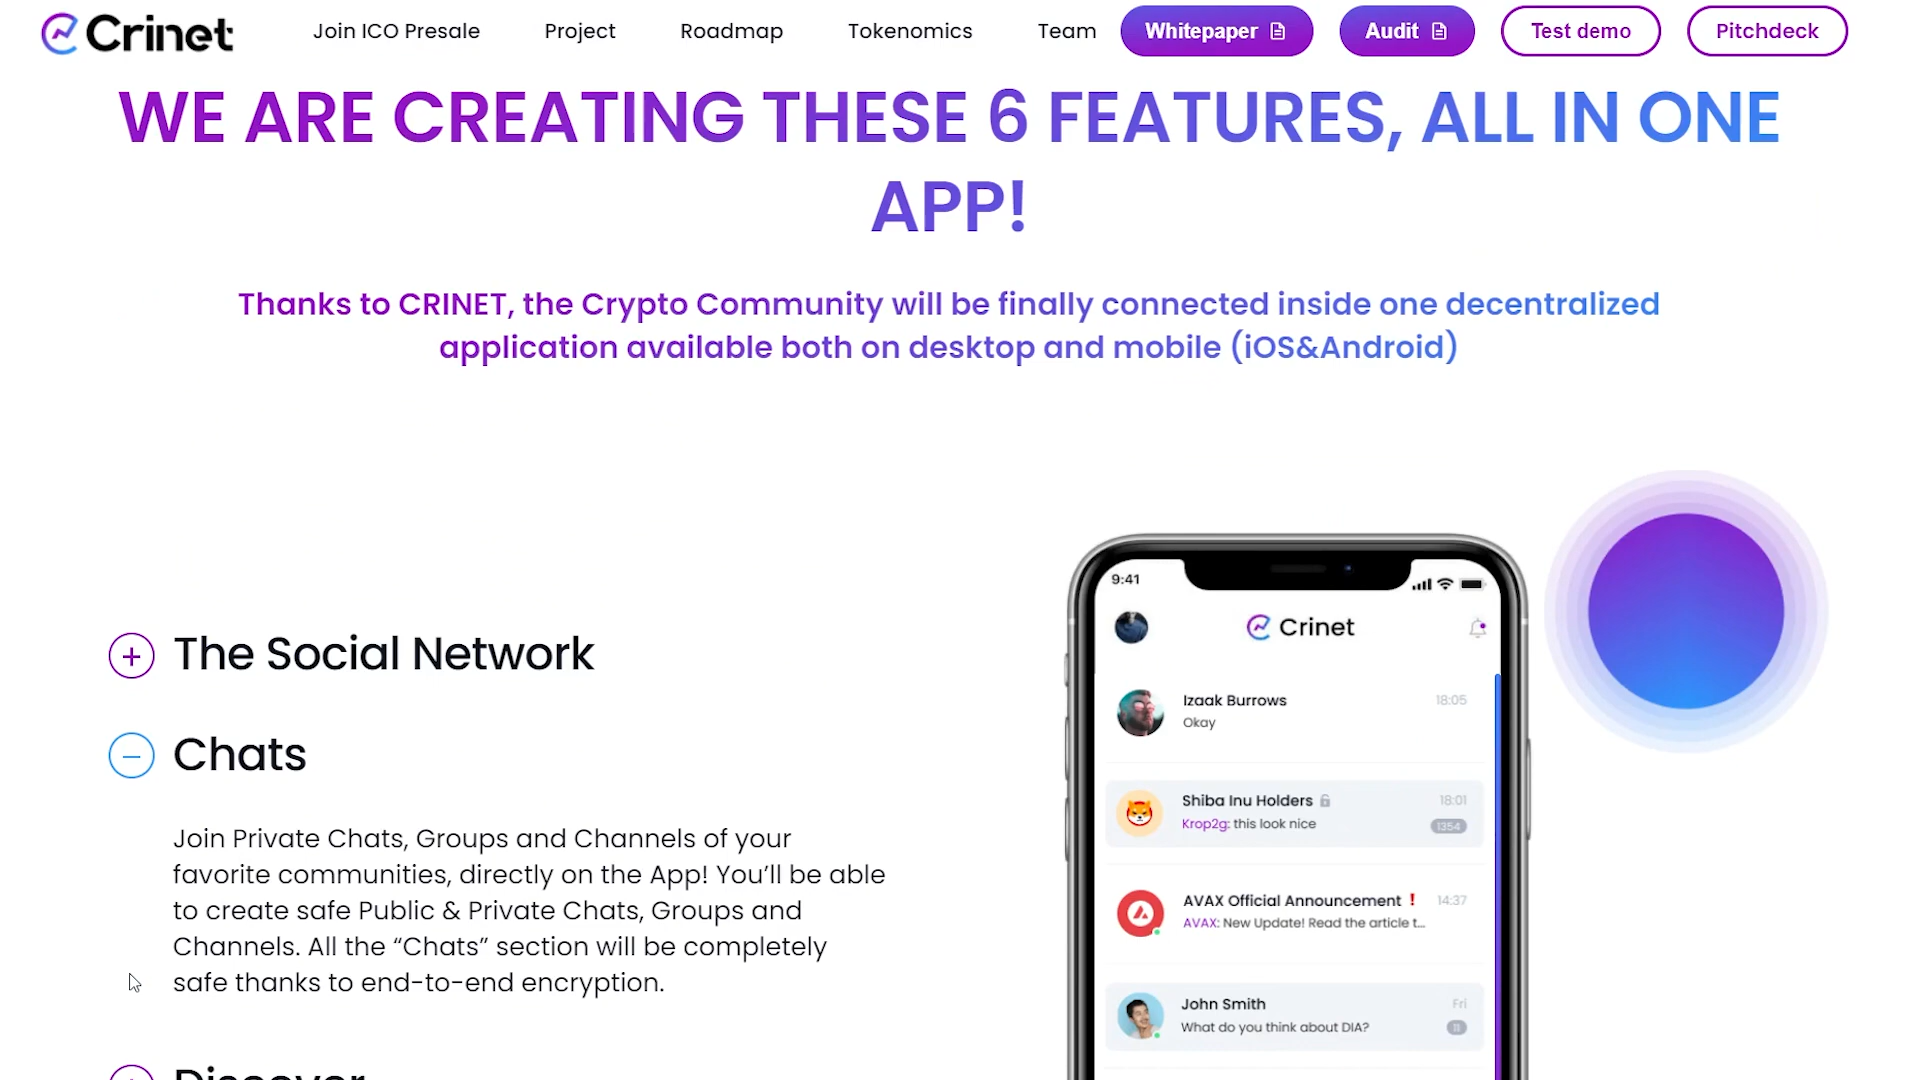 Crinet
Join ICO Presale
Project
Roadmap
Tokenomics
Team
Whitepaper
Audit
Test demo
Pitchdeck
WE ARE CREATING THESE 6 FEATURES, ALL IN ONE
APP!
Thanks to CRINET, the Crypto Community will be finally connected inside one decentralized
application available both on desktop and mobile (iOS&Android)
The Social Network
Chats
Join Private Chats, Groups and Channels of your
favorite communities, directly on the App! You’ll be able
to create safe Public & Private Chats, Groups and
Channels. All the “Chats” section will be completely
safe thanks to end-to-end encryption.
Discover
9:41
Crinet
Izaak Burrows
18:05
Okay
Shiba Inu Holders
18:01
Krop2g: this look nice
1354
AVAX Official Announcement
14:37
AVAX: New Update! Read the article t...
John Smith
Fri
What do you think about DIA?
11